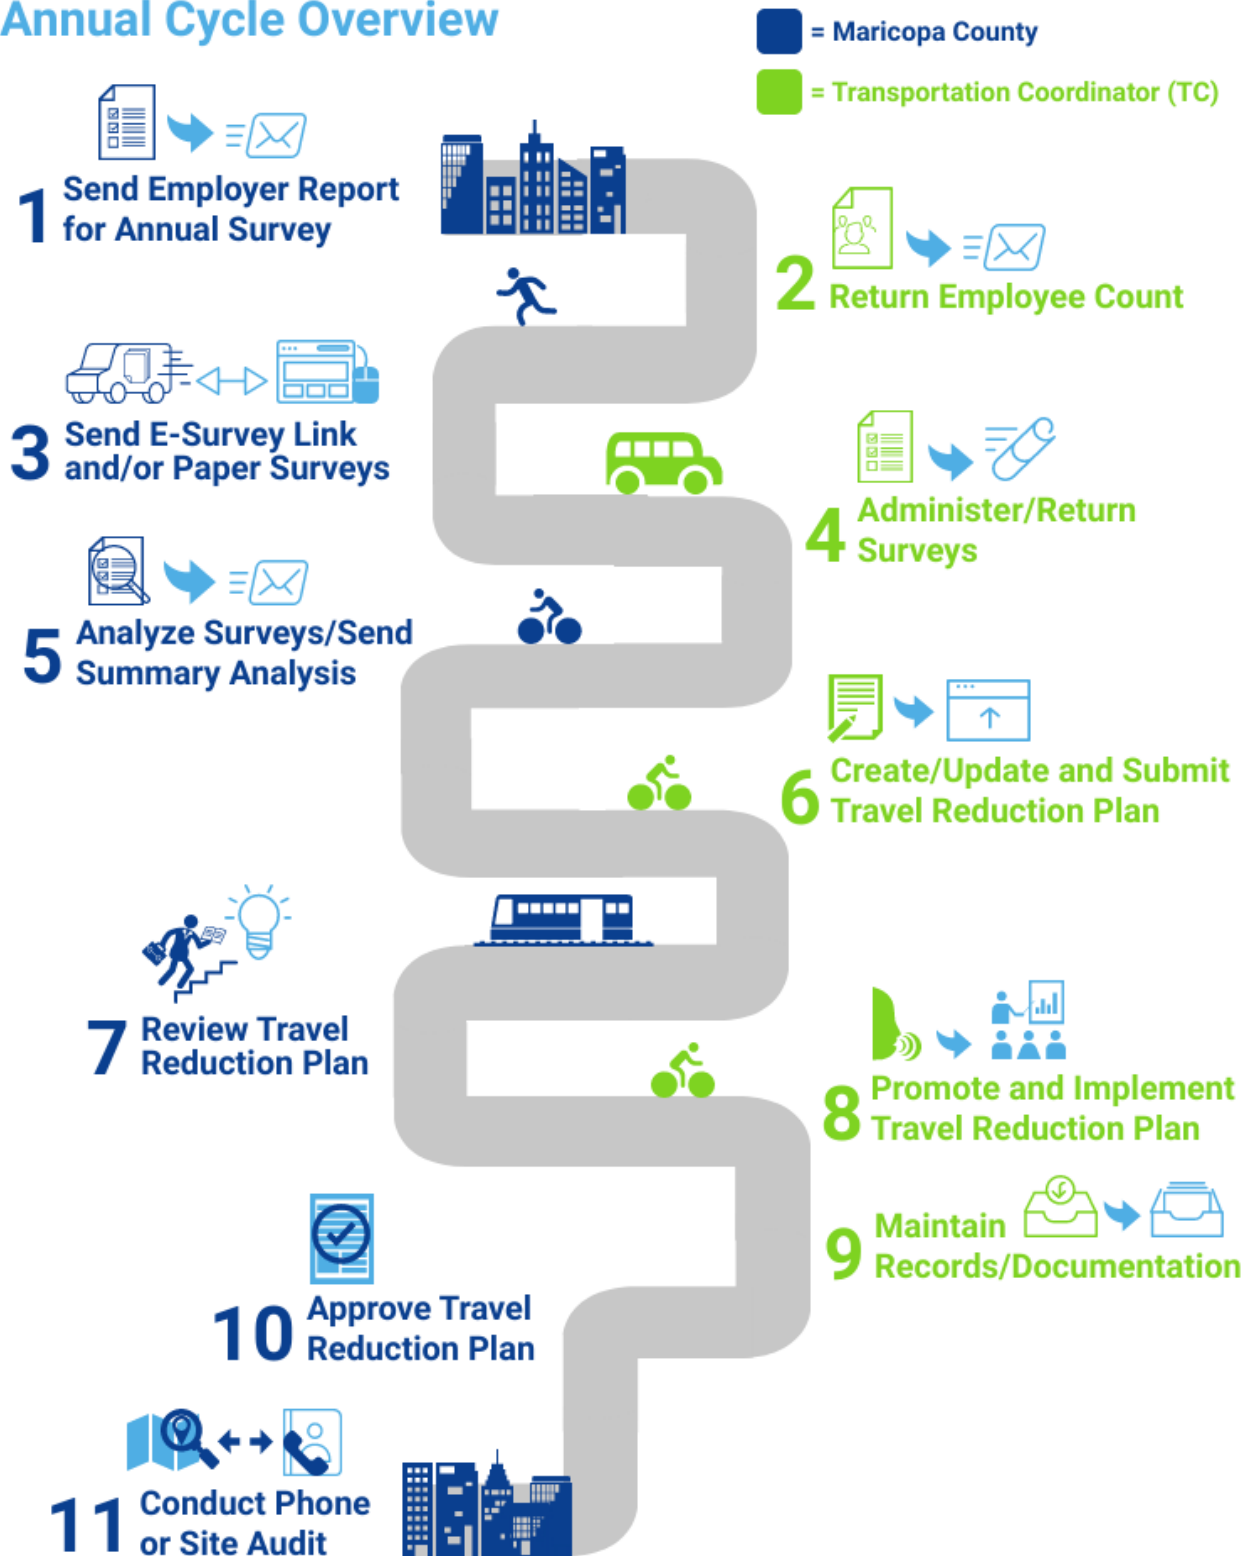 Annual Cycle Overview
= Maricopa County
= Transportation Coordinator (TC)
1 Send Employer Report
for Annual Survey
2 Return Employee Count
3 Send E-Survey Link
and/or Paper Surveys
4 Administer/Return
Surveys
5 Analyze Surveys/Send
Summary Analysis
6 Create/Update and Submit
Travel Reduction Plan
7 Review Travel
Reduction Plan
8 Promote and Implement
Travel Reduction Plan
9 Maintain
Records/Documentation
10 Approve Travel
Reduction Plan
11 Conduct Phone
or Site Audit